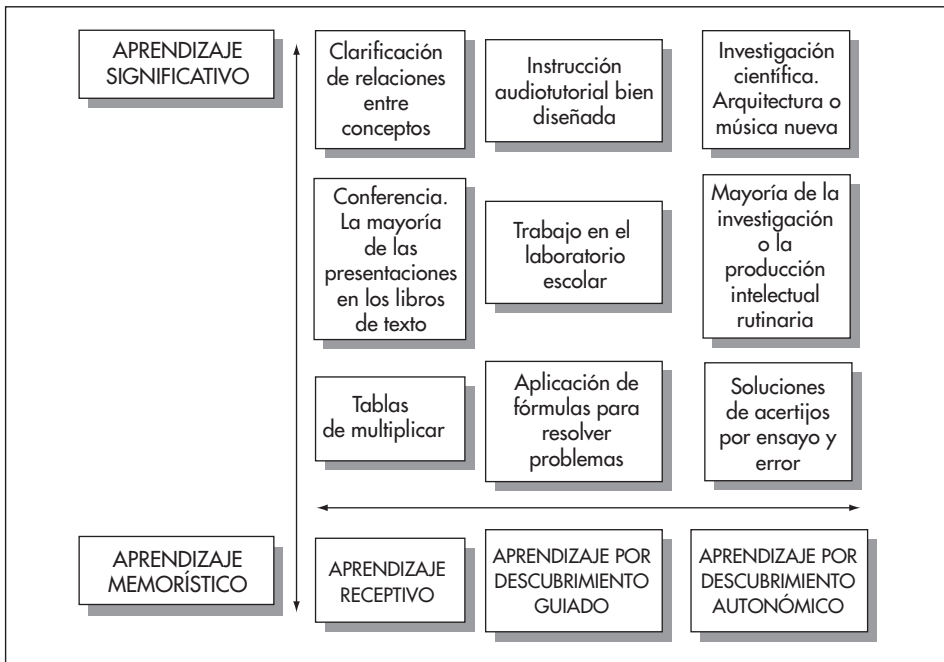 APRENDIZAJE
SIGNIFICATIVO
Clarificación
de relaciones
entre
conceptos
Instrucción
audiotutorial bien
diseñada
Investigación
científica.
Arquitectura o
música nueva
Conferencia.
La mayoría
de las
presentaciones
en los libros
de texto
Trabajo en el
laboratorio
escolar
Mayoría de la
investigación
o la
producción
intelectual
rutinaria
Tablas
de multiplicar
Aplicación de
fórmulas para
resolver
problemas
Soluciones
de acertijos
por ensayo y
error
APRENDIZAJE
MEMORÍSTICO
APRENDIZAJE
RECEPTIVO
APRENDIZAJE POR
DESCUBRIMIENTO
GUIADO
APRENDIZAJE POR
DESCUBRIMIENTO
AUTONÓMICO